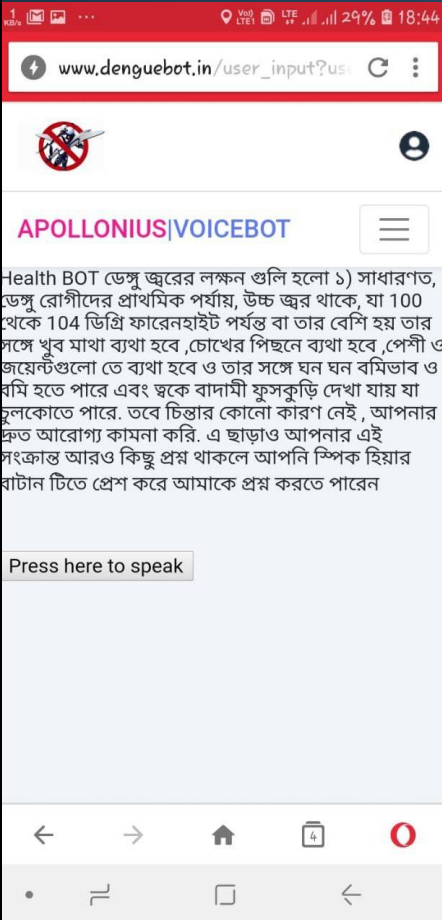 1
KB/s
Vo))
LTE1
LTE
29%
18:44
www.denguebot.in/user_input?us
APOLLONIUS|VOICEBOT
Health BOT ডেঙ্গু জ্বরের লক্ষন গুলি হলো ১) সাধারণত,
ডেঙ্গু রোগীদের প্রাথমিক পর্যায়, উচ্চ জ্বর থাকে, যা 100
থেকে 104 ডিগ্রি ফারেনহাইট পর্যন্ত বা তার বেশি হয় তার
সঙ্গে খুব মাথা ব্যথা হবে ,চোখের পিছনে ব্যথা হবে ,পেশী ও
জয়েন্টগুলো তে ব্যথা হবে ও তার সঙ্গে ঘন ঘন বমিভাব ও
বমি হতে পারে এবং ত্বকে বাদামী ফুসকুড়ি দেখা যায় যা
চুলকোতে পারে. তবে চিন্তার কোনো কারণ নেই , আপনার
দ্রুত আরোগ্য কামনা করি. এ ছাড়াও আপনার এই
সংক্রান্ত আরও কিছু প্রশ্ন থাকলে আপনি স্পিক হিয়ার
বাটান টিতে প্রেশ করে আমাকে প্রশ্ন করতে পারেন
Press here to speak
4